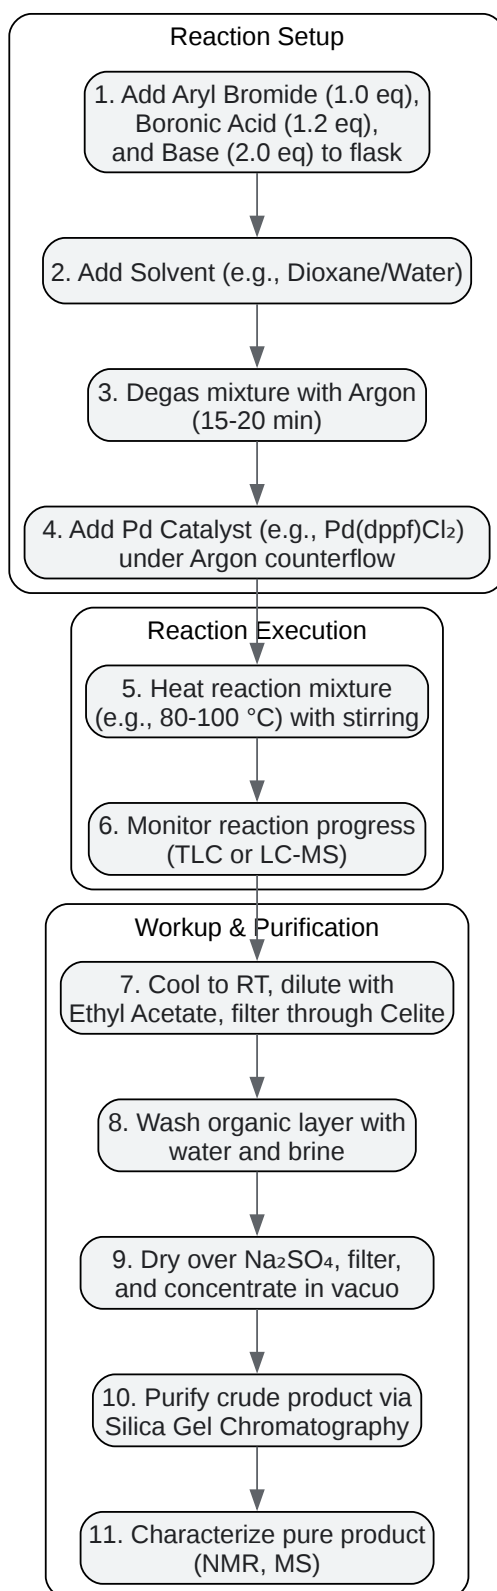 Reaction Setup
1. Add Aryl Bromide (1.0 eq),
Boronic Acid (1.2 eq),
and Base (2.0 eq) to flask
2. Add Solvent (e.g., Dioxane/Water)
3. Degas mixture with Argon
(15-20 min)
4. Add Pd Catalyst (e.g., Pd(dppf)Cl₂)
under Argon counterflow
Reaction Execution
5. Heat reaction mixture
(e.g., 80-100 °C) with stirring
6. Monitor reaction progress
(TLC or LC-MS)
Workup & Purification
7. Cool to RT, dilute with
Ethyl Acetate, filter through Celite
8. Wash organic layer with
water and brine
9. Dry over Na₂SO₄, filter,
and concentrate in vacuo
10. Purify crude product via
Silica Gel Chromatography
11. Characterize pure product
(NMR, MS)